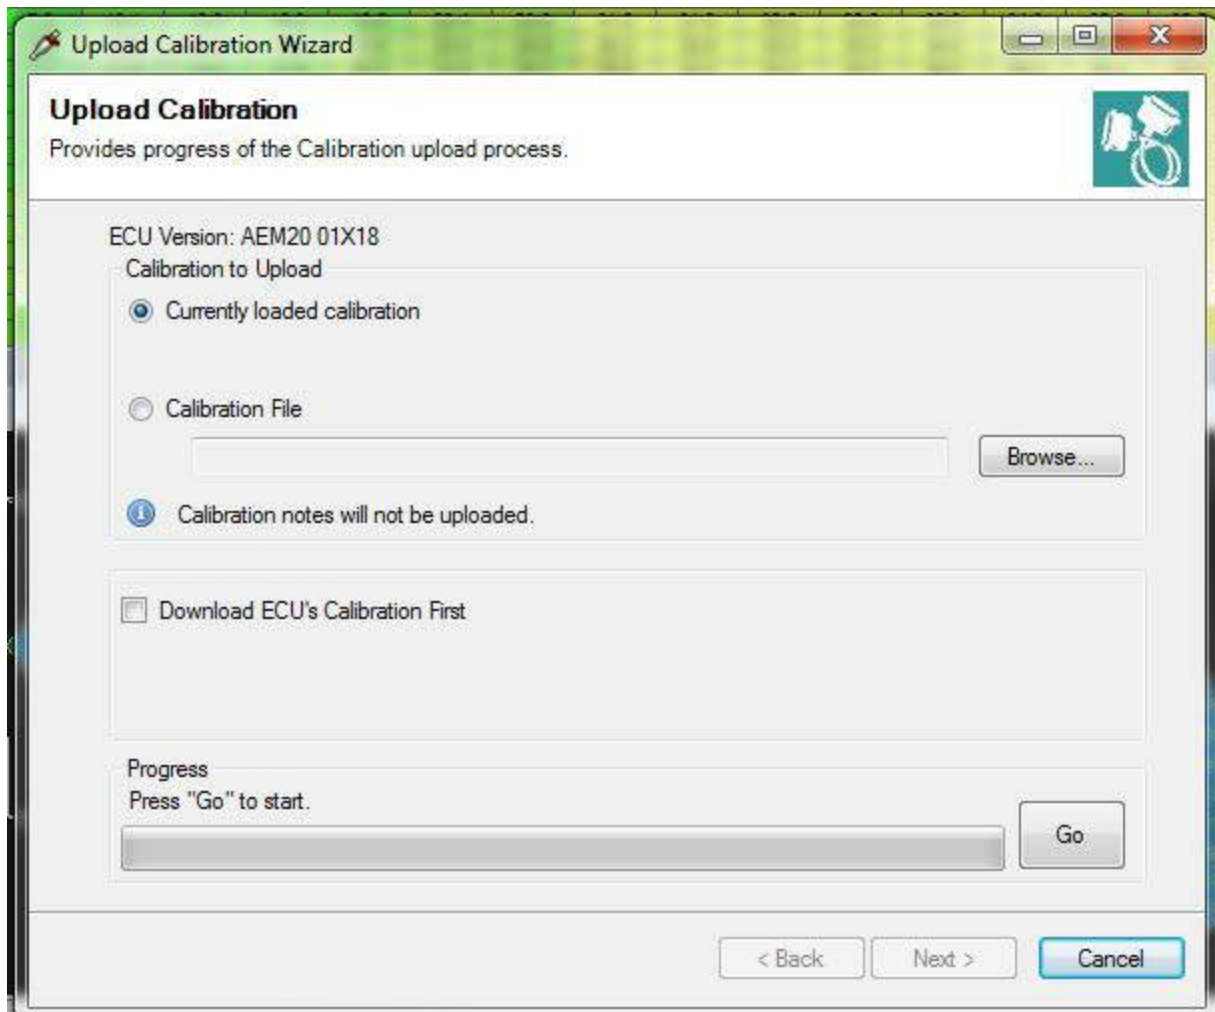 Upload Calibration Wizard
Upload Calibration
Provides progress of the Calibration upload process.
ECU Version: AEM20 01X18
Calibration to Upload
Currently loaded calibration
Calibration File
Browse...
Calibration notes will not be uploaded.
Download ECU's Calibration First
Progress
Press "Go" to start.
Go
< Back
Next >
Cancel